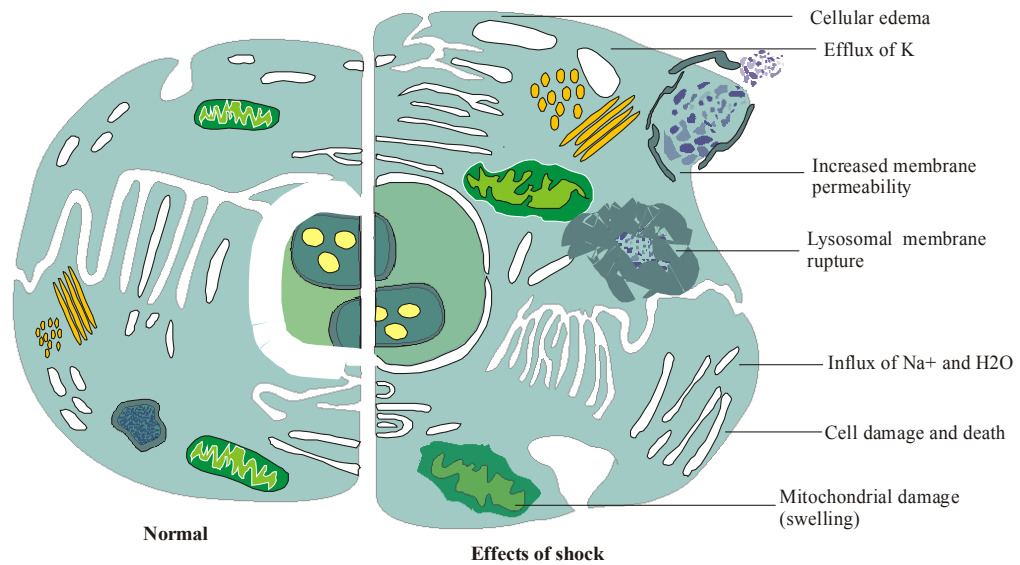 Cellular edema
Efflux of K
Increased membrane
permeability
Lysosomal membrane
rupture
Influx of Na+ and H2O
Cell damage and death
Mitochondrial damage
(swelling)
Normal
Effects of shock